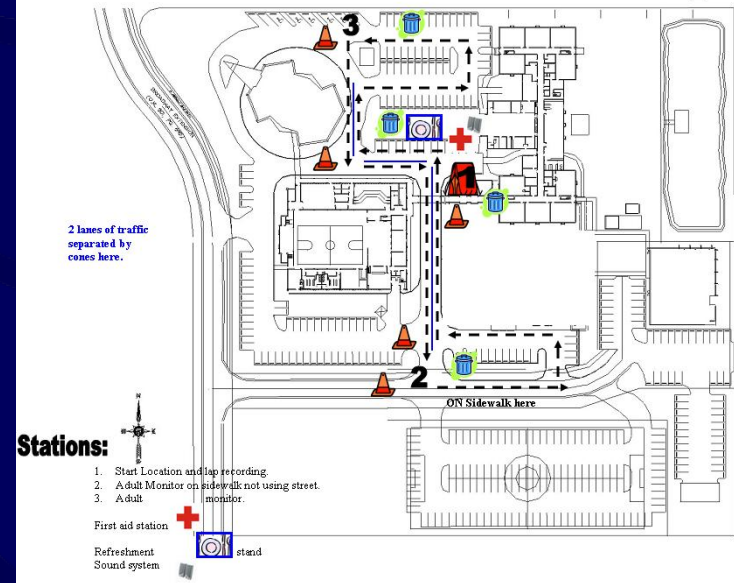 3
BROADWAY EXTENSION
1
2 lanes of traffic
separated by
cones here.
2
ON Sidewalk here
N
Stations:
1. Start Location and lap recording.
2. Adult Monitor on sidewalk not using street.
3. Adult monitor.
First aid station
Refreshment stand
Sound system